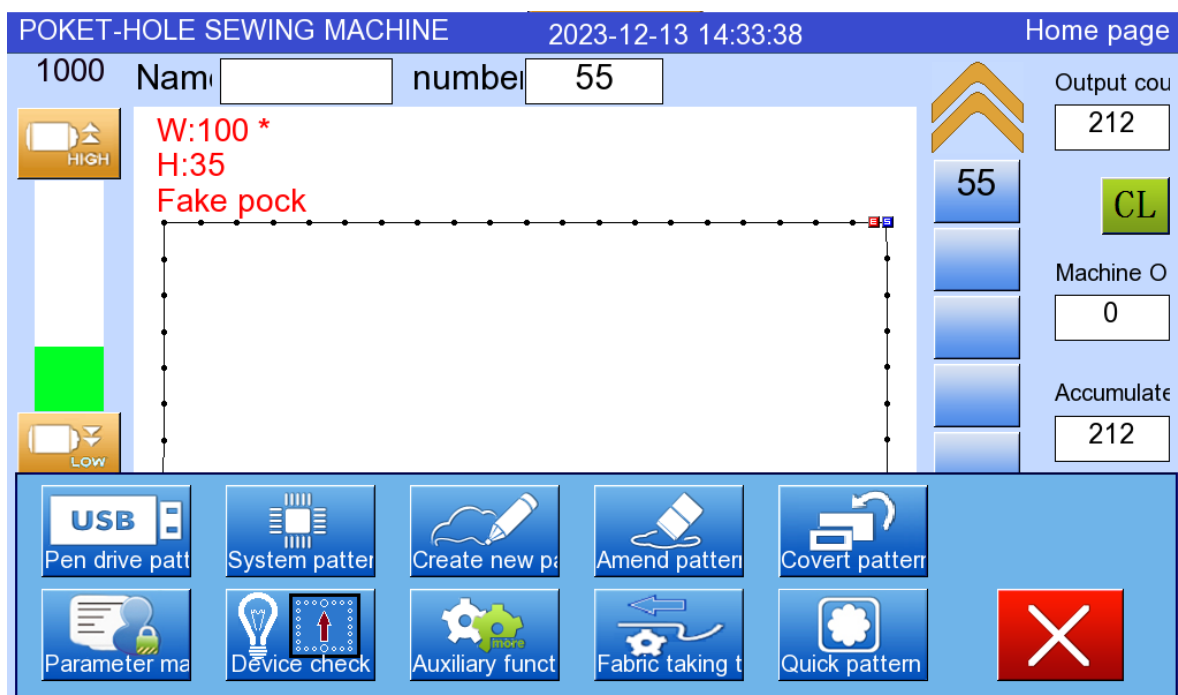 POKET-HOLE SEWING MACHINE 2023-12-13 14:33:38 Home page
1000 Nam number 55
Output cou
212
HIGH
W:100 *
H:35
Fake pock
55
CL
E S
Machine O
0
Accumulate
212
LOW
USB
Pen drive patt System patter Create new pa Amend pattern Covert pattern
more
Parameter ma Device check Auxiliary funct Fabric taking t Quick pattern